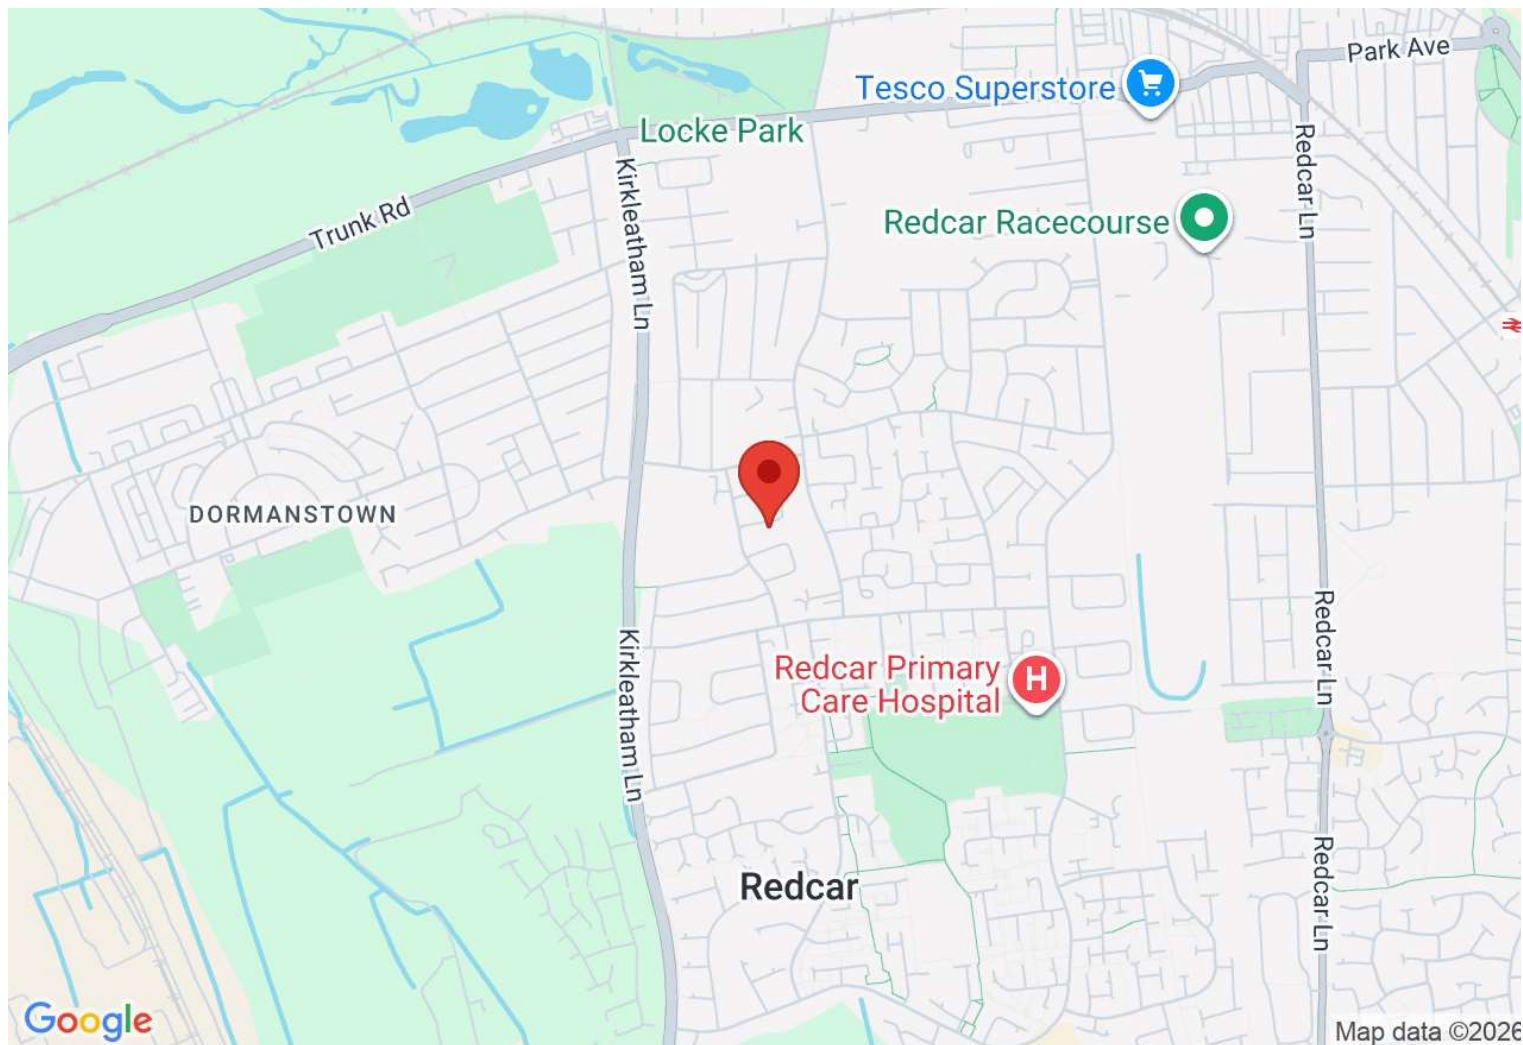 Park Ave
Tesco Superstore
Locke Park
Redcar Ln
Kirkleatham Ln
Trunk Rd
Redcar Racecourse
DORMANSTOWN
Redcar Ln
Kirkleatham Ln
Redcar Primary
Care Hospital
H
Redcar
Redcar Ln
Google
Map data ©2026